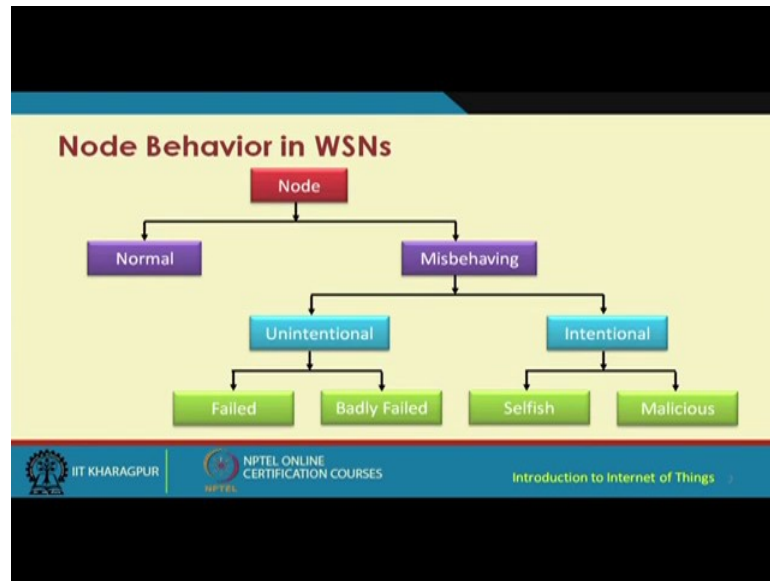 Node Behavior in WSNs
Node
Normal
Misbehaving
Unintentional
Intentional
Failed
Badly Failed
Selfish
Malicious
IIT KHARAGPUR
NPTEL
NPTEL ONLINE
CERTIFICATION COURSES
Introduction to Internet of Things